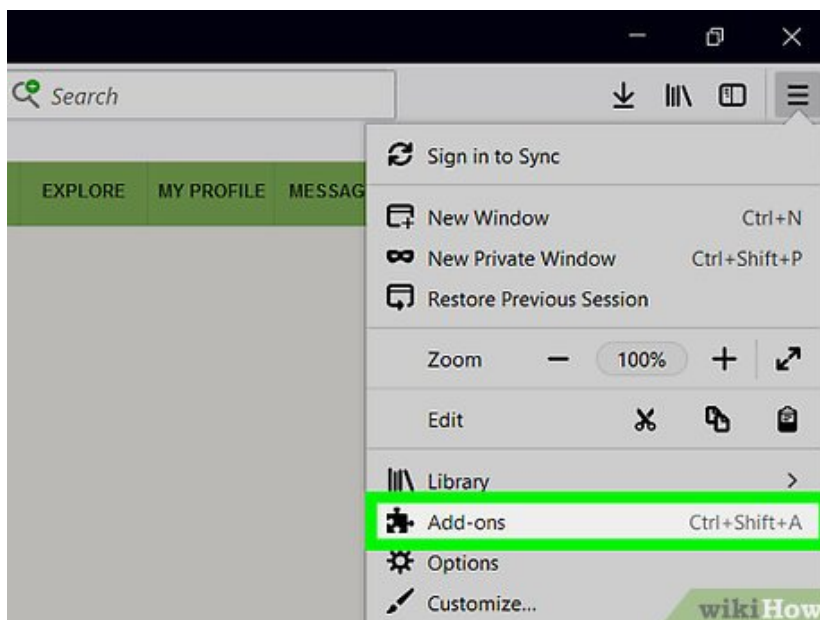 Search
Sign in to Sync
EXPLORE MY PROFILE MESSAG
New Window Ctrl+N
New Private Window Ctrl+Shift+P
Restore Previous Session
Zoom 100%
Edit
Library
Add-ons Ctrl+Shift+A
Options
Customize...
wikiHow